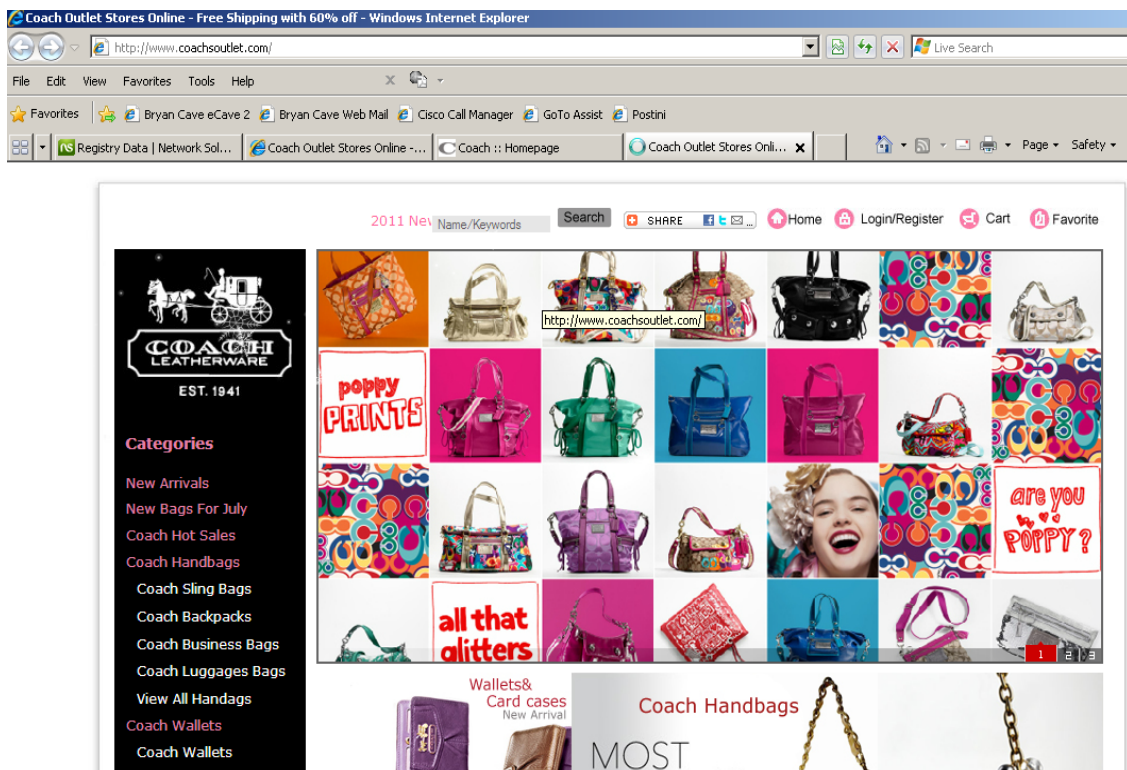 Coach Outlet Stores Online - Free Shipping with 60% off - Windows Internet Explorer
http://www.coachsoutlet.com/
Live Search
File Edit View Favorites Tools Help
Favorites Bryan Cave eCave 2 Bryan Cave Web Mail Cisco Call Manager GoTo Assist Postini
Registry Data | Network Sol... Coach Outlet Stores Online -... Coach :: Homepage Coach Outlet Stores Onli... Page Safety
2011 New Name/Keywords Search SHARE ... Home Login/Register Cart Favorite
COACH
LEATHERWARE
EST. 1941
http://www.coachsoutlet.com/
poppy
PRINTS
are you
POPPY?
all that
glitters
1 2 3
Categories
New Arrivals
New Bags For July
Coach Hot Sales
Coach Handbags
Coach Sling Bags
Coach Backpacks
Coach Business Bags
Coach Luggages Bags
View All Handags
Coach Wallets
Coach Wallets
Wallets&
Card cases
New Arrival
Coach Handbags
MOST